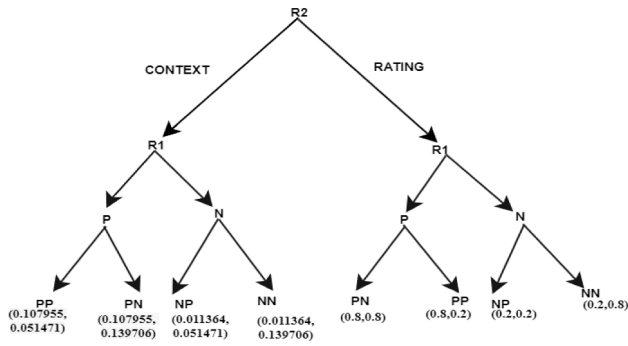 R2
CONTEXT
RATING
R1
R1
P
N
P
N
PP
(0.107955,
0.051471)
PN
(0.107955,
0.139706)
NP
(0.011364,
0.051471)
NN
(0.011364,
0.139706)
PN
(0.8,0.8)
PP
(0.8,0.2)
NP
(0.2,0.2)
NN
(0.2,0.8)